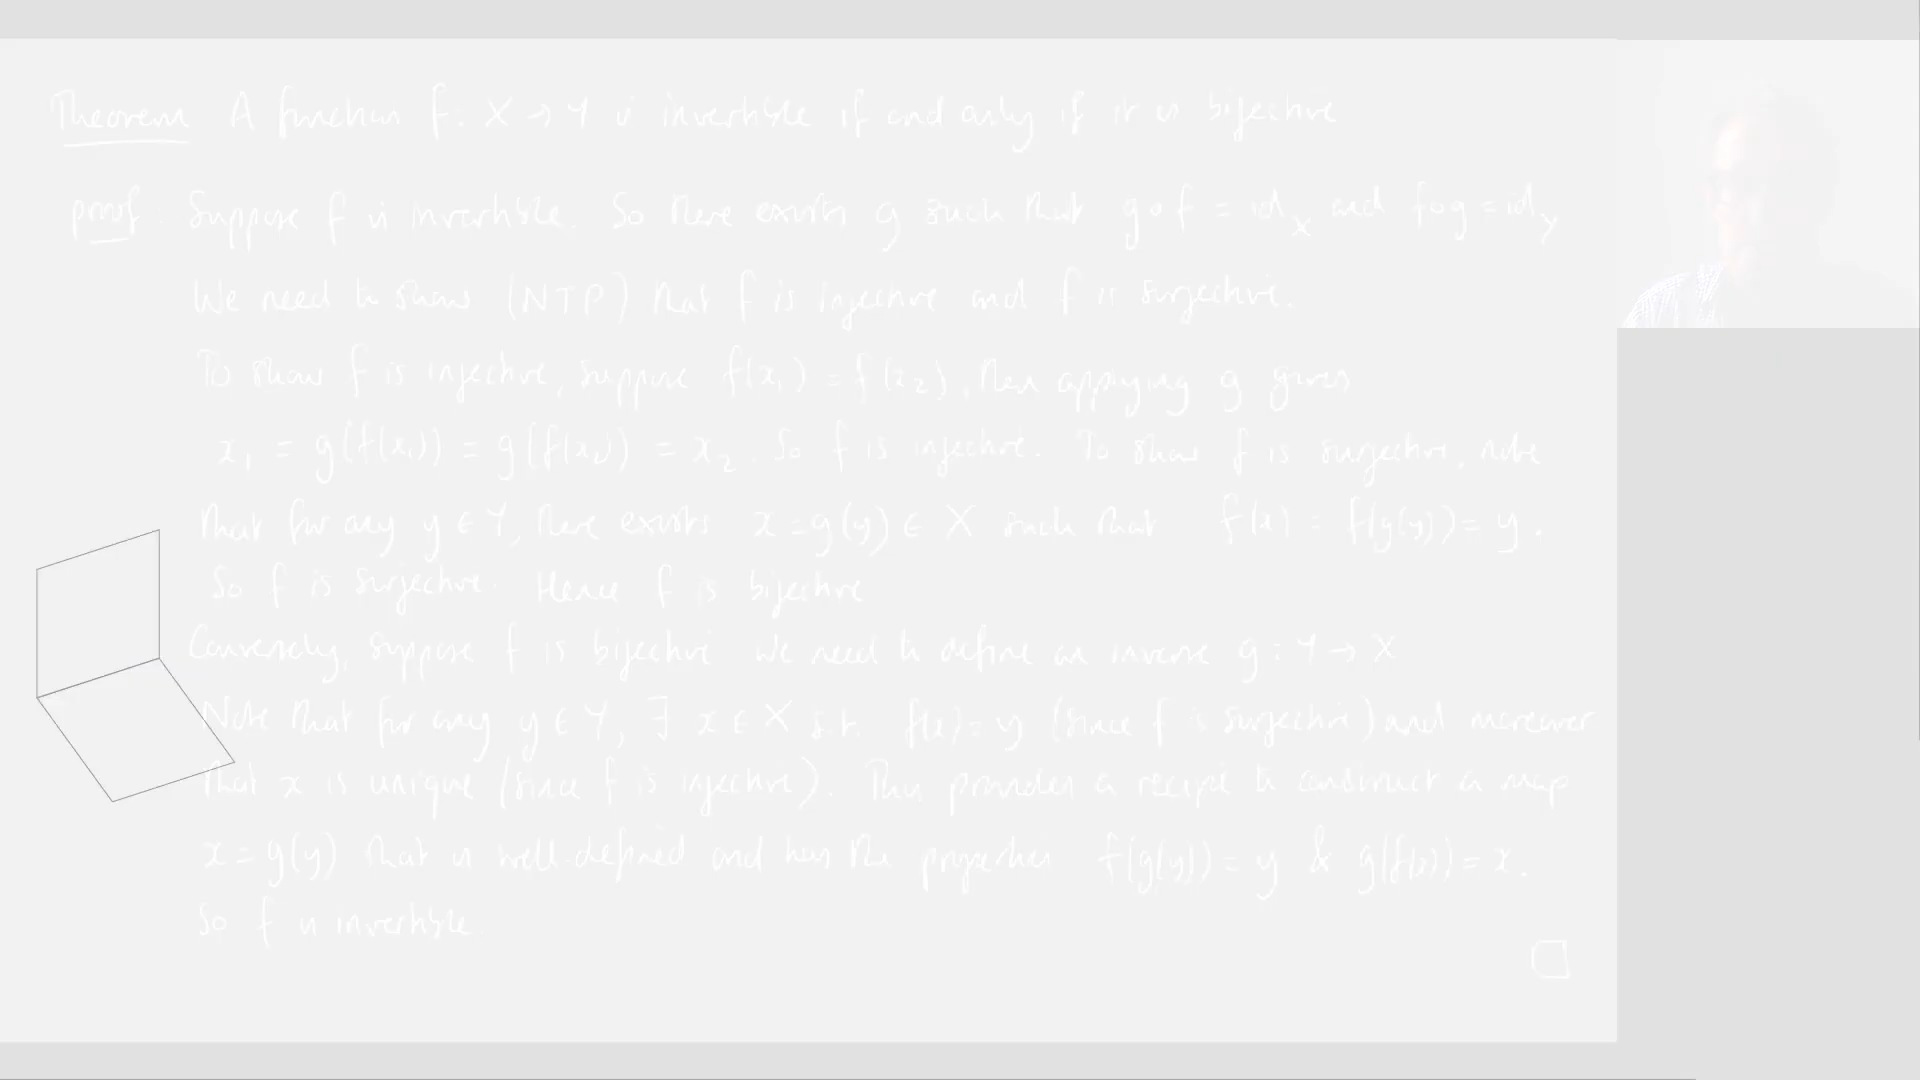 Theorem A function f: X → Y is invertible if and only if it is bijective
proof: Suppose f is invertible. So there exists g such that g∘f = id_X and f∘g = id_Y
We need to show (NTP) that f is injective and f is surjective.
To show f is injective, suppose f(x₁) = f(x₂), then applying g gives
x₁ = g(f(x₁)) = g(f(x₂)) = x₂. So f is injective. To show f is surjective, note
that for any y ∈ Y, there exists x = g(y) ∈ X such that f(x) = f(g(y)) = y.
So f is surjective. Hence f is bijective
Conversely, suppose f is bijective We need to define an inverse g: Y → X
Note that for any y ∈ Y, ∃ x ∈ X s.t. f(x) = y (since f is surjective) and moreover
that x is unique (since f is injective). This provides a recipe to construct a map
x = g(y) that is well-defined and has the properties f(g(y)) = y & g(f(x)) = x.
So f is invertible.